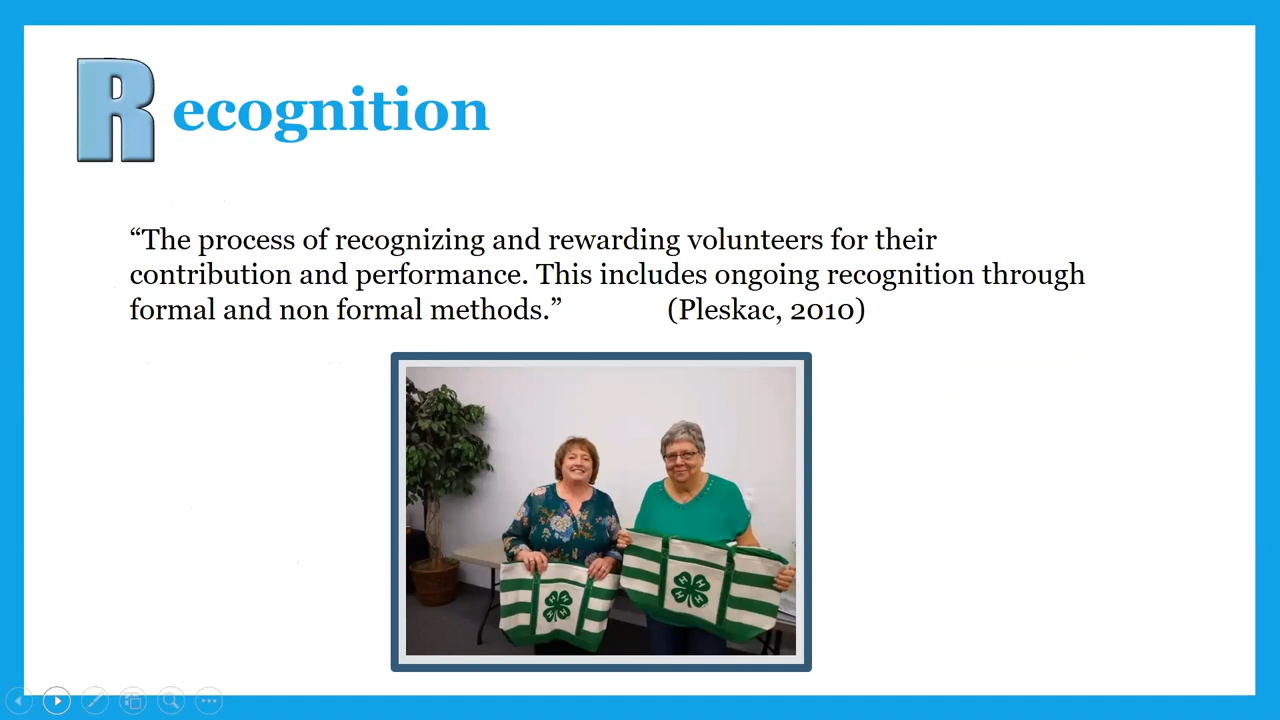 Recognition
“The process of recognizing and rewarding volunteers for their
contribution and performance. This includes ongoing recognition through
formal and non formal methods.” (Pleskac, 2010)
H H H H
H H H H